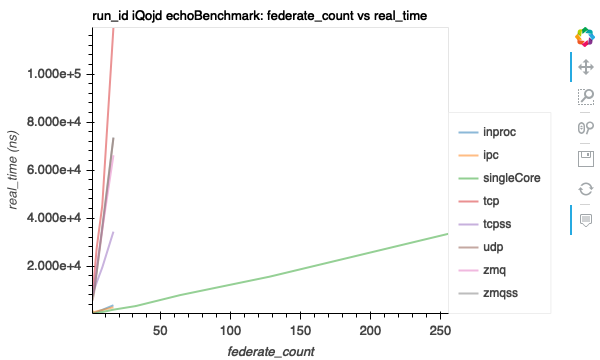 run_id iQojd echoBenchmark: federate_count vs real_time
real_time (ns)
1.000e+5
8.000e+4
6.000e+4
4.000e+4
2.000e+4
50
100
150
200
250
federate_count
inproc
ipc
singleCore
tcp
tcpss
udp
zmq
zmqss